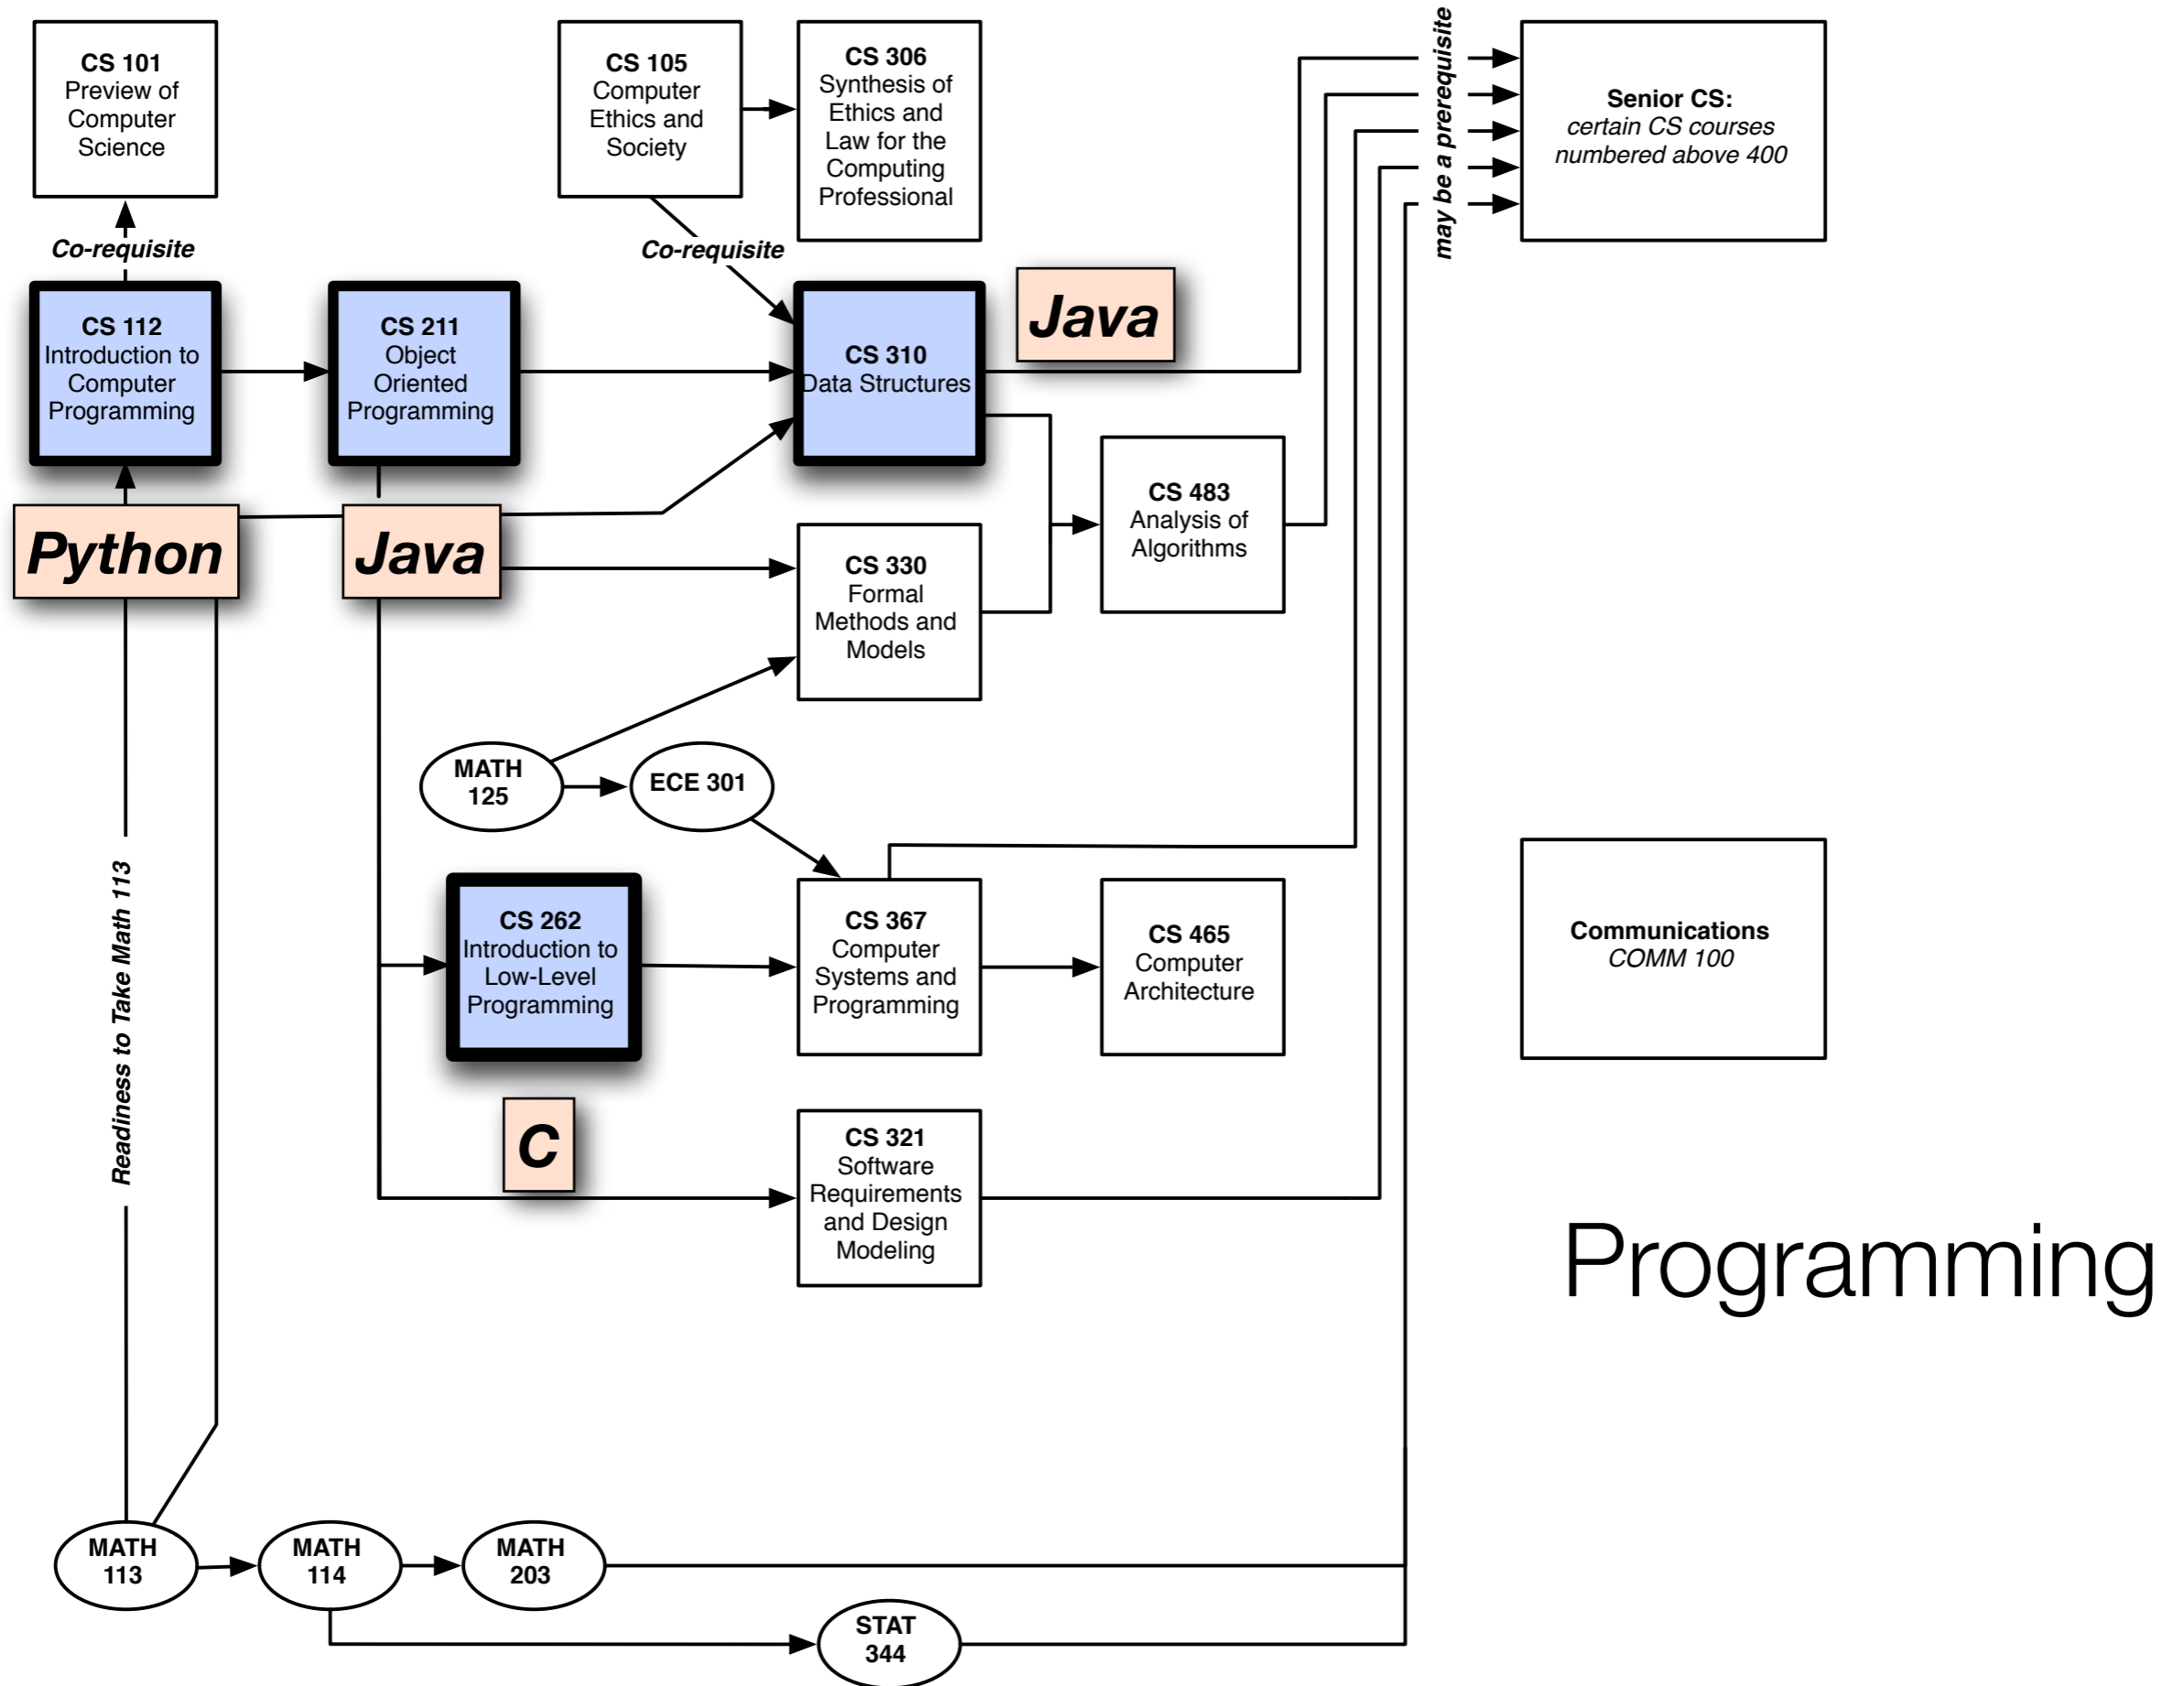 CS 101
Preview of
Computer
Science
CS 105
Computer
Ethics and
Society
CS 306
Synthesis of
Ethics and
Law for the
Computing
Professional
may be a prerequisite
Senior CS:
certain CS courses
numbered above 400
Co-requisite
Co-requisite
CS 112
Introduction to
Computer
Programming
CS 211
Object
Oriented
Programming
CS 310
Data Structures
Java
Python
Java
CS 483
Analysis of
Algorithms
CS 330
Formal
Methods and
Models
MATH
125
ECE 301
Readiness to Take Math 113
CS 262
Introduction to
Low-Level
Programming
CS 367
Computer
Systems and
Programming
CS 465
Computer
Architecture
Communications
COMM 100
C
CS 321
Software
Requirements
and Design
Modeling
Programming
MATH
113
MATH
114
MATH
203
STAT
344